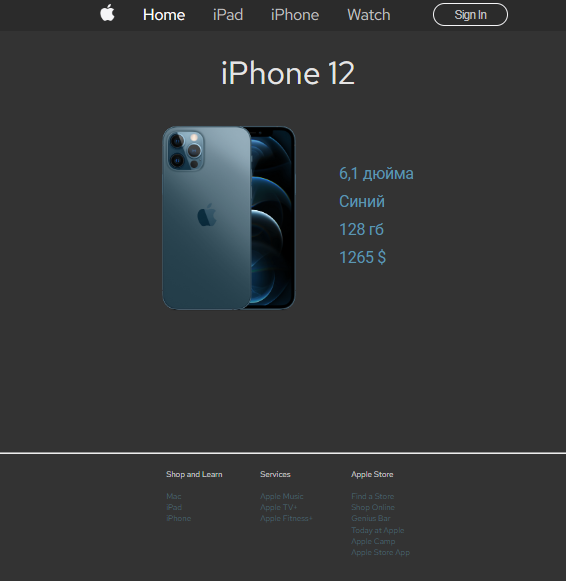 Home iPad iPhone Watch Sign In
iPhone 12
6,1 дюйма
Синий
128 гб
1265 $
Shop and Learn Services Apple Store
Mac Apple Music Find a Store
IPad Apple TV+ Shop Online
iPhone Apple Fitness+ Genius Bar
Today at Apple
Apple Camp
Apple Store App